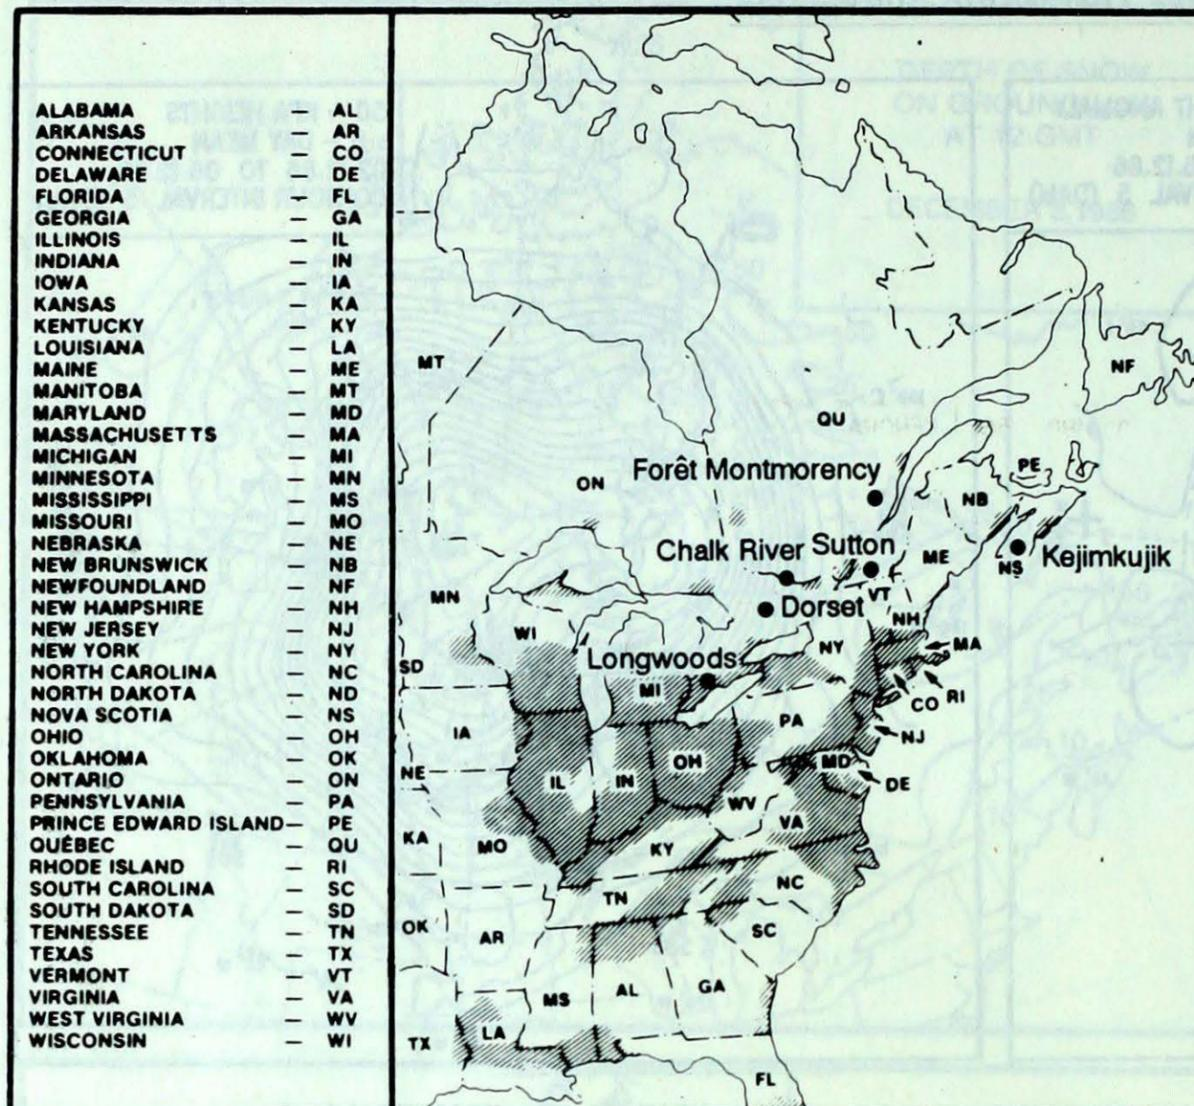 ALABAMA – AL
ARKANSAS – AR
CONNECTICUT – CO
DELAWARE – DE
FLORIDA – FL
GEORGIA – GA
ILLINOIS – IL
INDIANA – IN
IOWA – IA
KANSAS – KA
KENTUCKY – KY
LOUISIANA – LA
MAINE – ME
MANITOBA – MT
MARYLAND – MD
MASSACHUSETTS – MA
MICHIGAN – MI
MINNESOTA – MN
MISSISSIPPI – MS
MISSOURI – MO
NEBRASKA – NE
NEW BRUNSWICK – NB
NEWFOUNDLAND – NF
NEW HAMPSHIRE – NH
NEW JERSEY – NJ
NEW YORK – NY
NORTH CAROLINA – NC
NORTH DAKOTA – ND
NOVA SCOTIA – NS
OHIO – OH
OKLAHOMA – OK
ONTARIO – ON
PENNSYLVANIA – PA
PRINCE EDWARD ISLAND – PE
QUÉBEC – QU
RHODE ISLAND – RI
SOUTH CAROLINA – SC
SOUTH DAKOTA – SD
TENNESSEE – TN
TEXAS – TX
VERMONT – VT
VIRGINIA – VA
WEST VIRGINIA – WV
WISCONSIN – WI
MT
NF
QU
Forêt Montmorency
PE
ON
NB
Chalk River
Sutton
ME
NS
Kejimkujik
MN
VT
Dorset
NH
WI
NY
MA
SD
Longwoods
MI
CO
RI
IA
PA
NJ
NE
IL
IN
OH
MD
DE
WV
KA
MO
KY
VA
TN
NC
OK
AR
SC
MS
AL
GA
TX
LA
FL